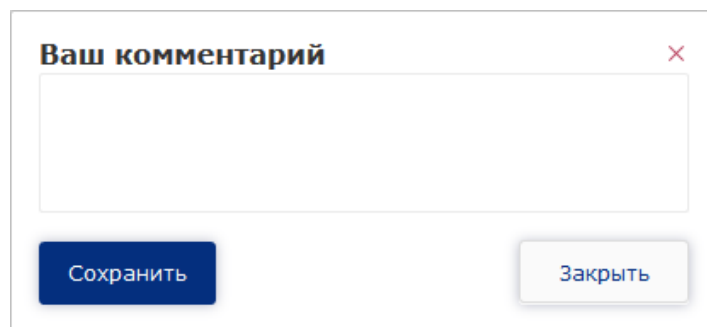 Ваш комментарий
Сохранить
Закрыть